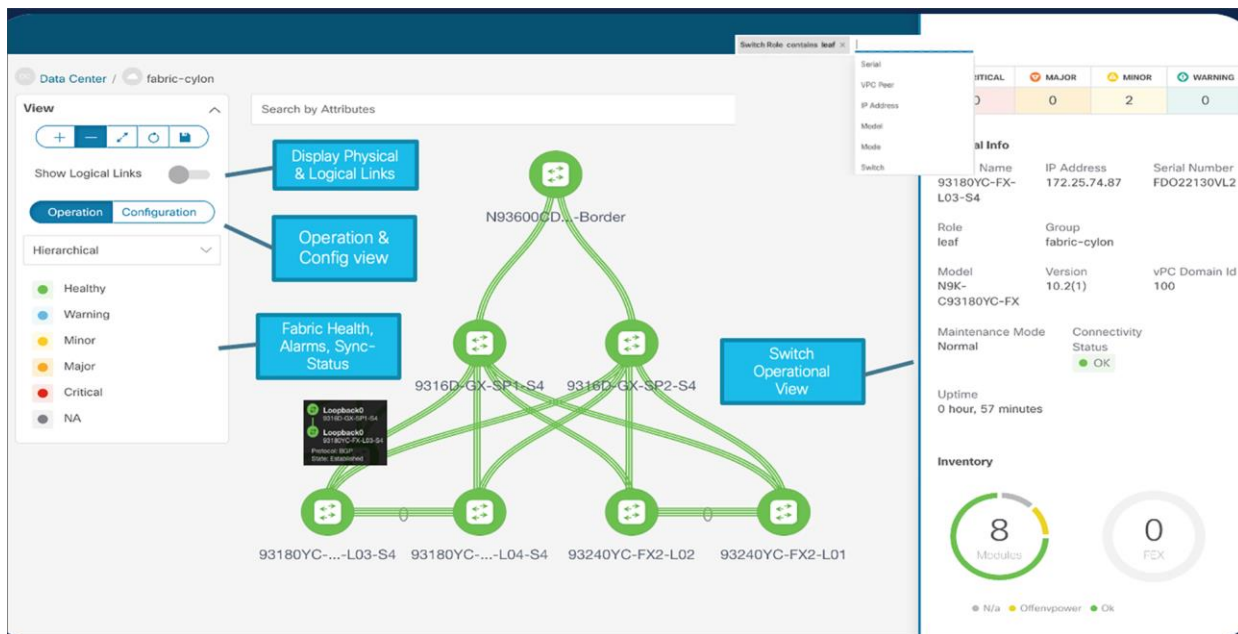 Switch Role contains leaf ×
Serial
VPC Peer
IP Address
Model
Mode
Switch
Data Center / fabric-cylon
View
Show Logical Links
Operation Configuration
Hierarchical
Healthy
Warning
Minor
Major
Critical
NA
Search by Attributes
Display Physical
& Logical Links
Operation &
Config view
Fabric Health,
Alarms, Sync-
Status
Switch
Operational
View
N93600CD...-Border
9316D-GX-SP1-S4
9316D-GX-SP2-S4
Loopback0
9316D-GX-SP1-S4
Loopback0
93180YC-FX-L03-S4
Protocol: BGP
State: Established
93180YC-...-L03-S4
93180YC-...-L04-S4
93240YC-FX2-L02
93240YC-FX2-L01
MAJOR MINOR WARNING
0 2 0
Info
Name IP Address Serial Number
93180YC-FX- 172.25.74.87 FDO22130VL2
L03-S4
Role Group
leaf fabric-cylon
Model Version vPC Domain Id
N9K- 10.2(1) 100
C93180YC-FX
Maintenance Mode Connectivity
Normal Status
OK
Uptime
0 hour, 57 minutes
Inventory
8 0
Modules FEX
N/a Offenvpower Ok